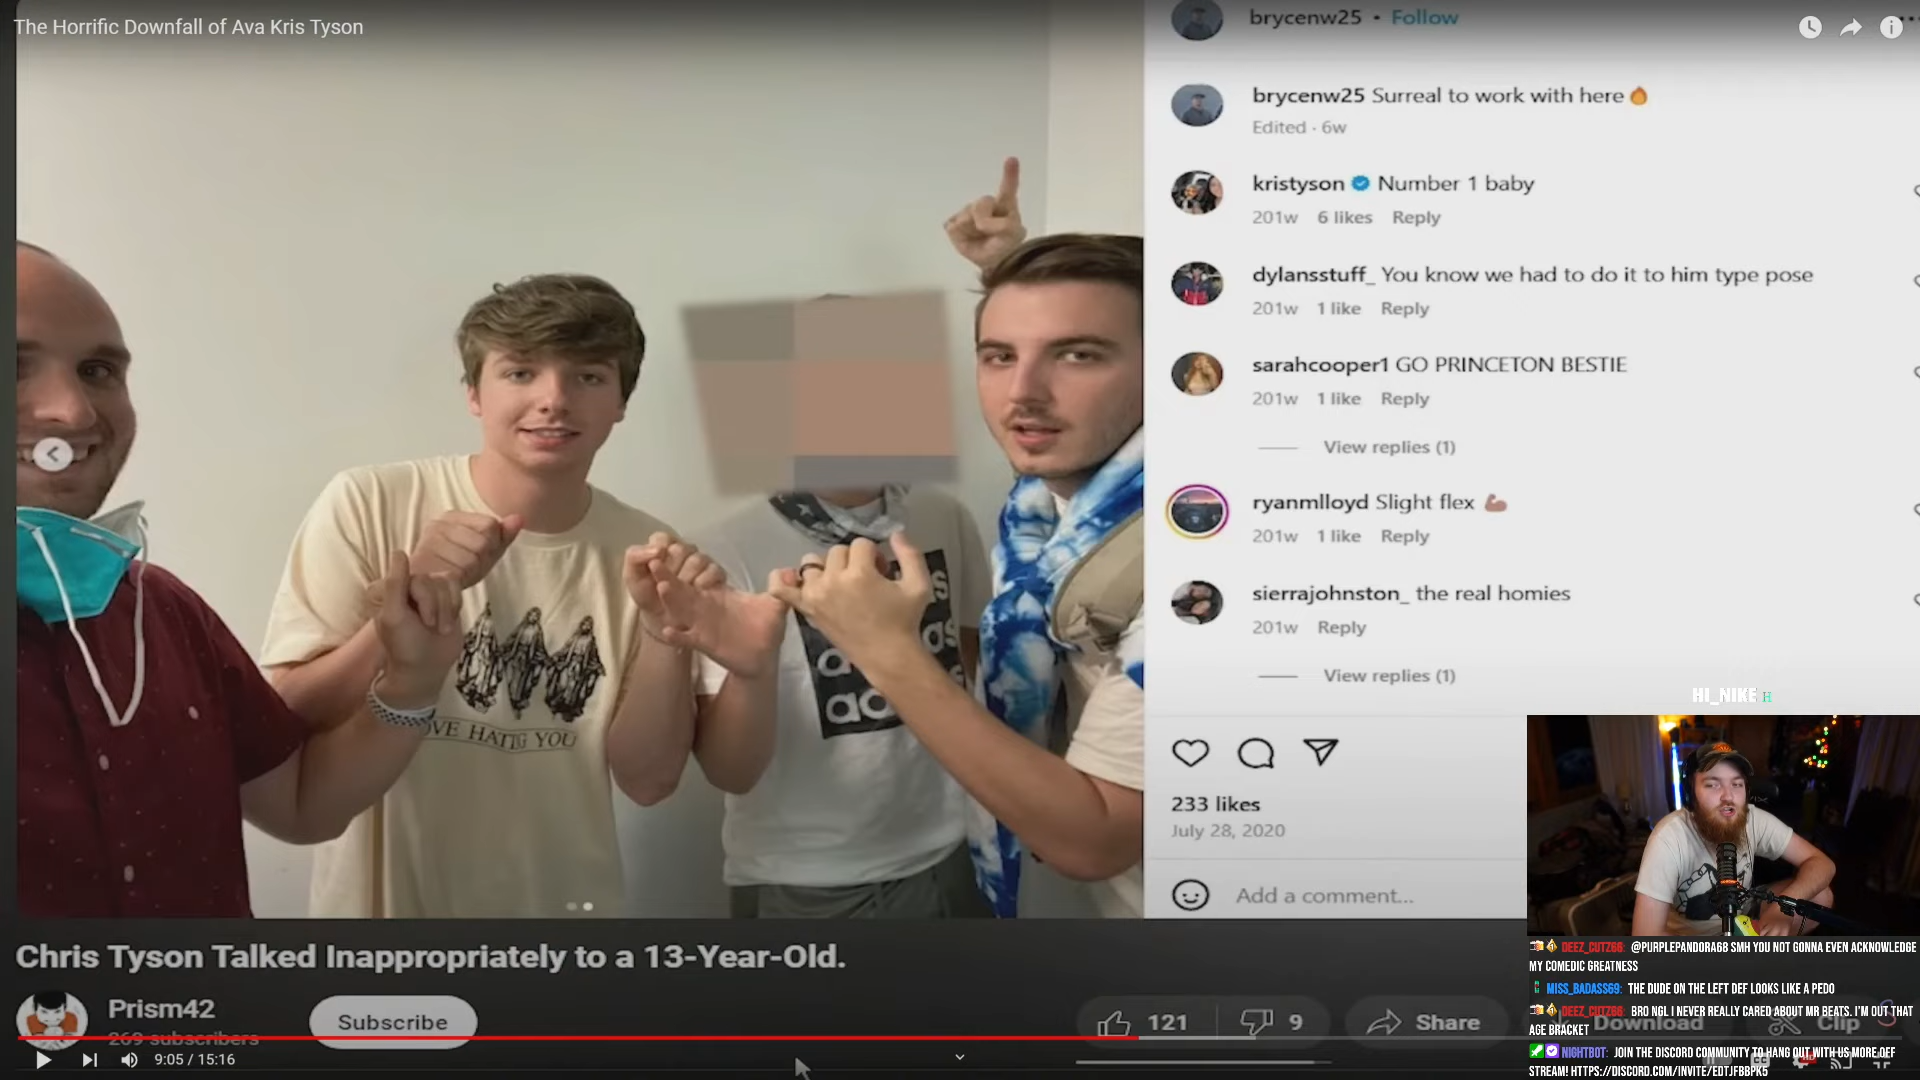 The Horrific Downfall of Ava Kris Tyson
brycenw25 • Follow
brycenw25 Surreal to work with here🔥
Edited · 6w
kristyson Number 1 baby
201w 6 likes Reply
dylansstuff_ You know we had to do it to him type pose
201w 1 like Reply
sarahcooper1 GO PRINCETON BESTIE
201w 1 like Reply
View replies (1)
ryanmlloyd Slight flex 💪
201w 1 like Reply
sierrajohnston_ the real homies
201w Reply
View replies (1)
233 likes
July 28, 2020
Add a comment...
HATING YOU
HI_NIKE H
Chris Tyson Talked Inappropriately to a 13-Year-Old.
Prism42
269 subscribers
Subscribe
121
9
Share
Download
Clip
9:05 / 15:16
DEEZ_CUTZ66: @PURPLEPANDORA68 SMH YOU NOT GONNA EVEN ACKNOWLEDGE
MY COMEDIC GREATNESS
MISS_BADASS69: THE DUDE ON THE LEFT DEF LOOKS LIKE A PEDO
DEEZ_CUTZ66: BRO NGL I NEVER REALLY CARED ABOUT MR BEATS. I'M OUT THAT
AGE BRACKET
NIGHTBOT: JOIN THE DISCORD COMMUNITY TO HANG OUT WITH US MORE OFF
STREAM! HTTPS://DISCORD.COM/INVITE/EDTJFBBPK5